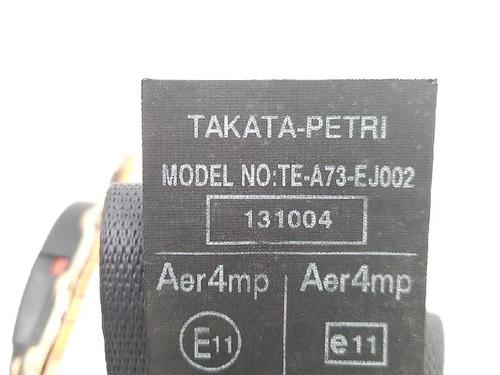 TAKATA-PETRI
MODEL NO:TE-A73-EJ002
131004
Aer4mp Aer4mp
E11 e11